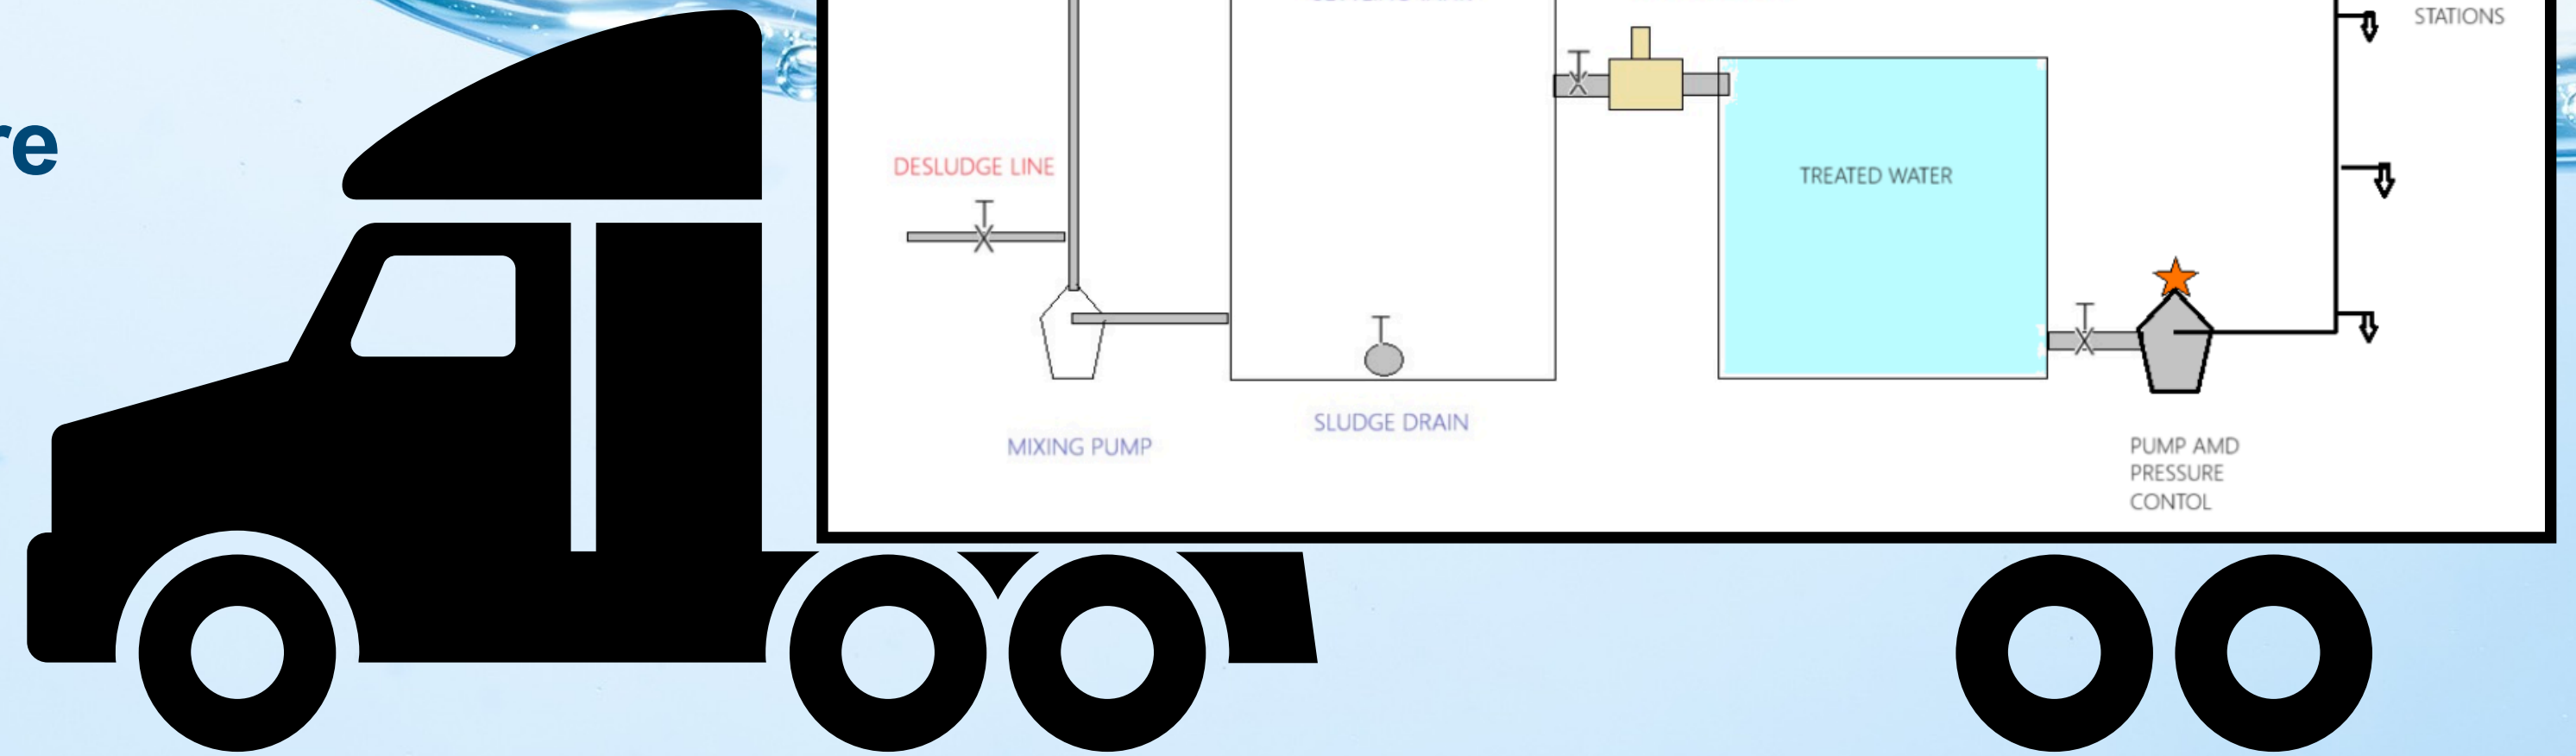 STATIONS
re
DESLUDGE LINE
TREATED WATER
SLUDGE DRAIN
MIXING PUMP
PUMP AMD
PRESSURE
CONTOL